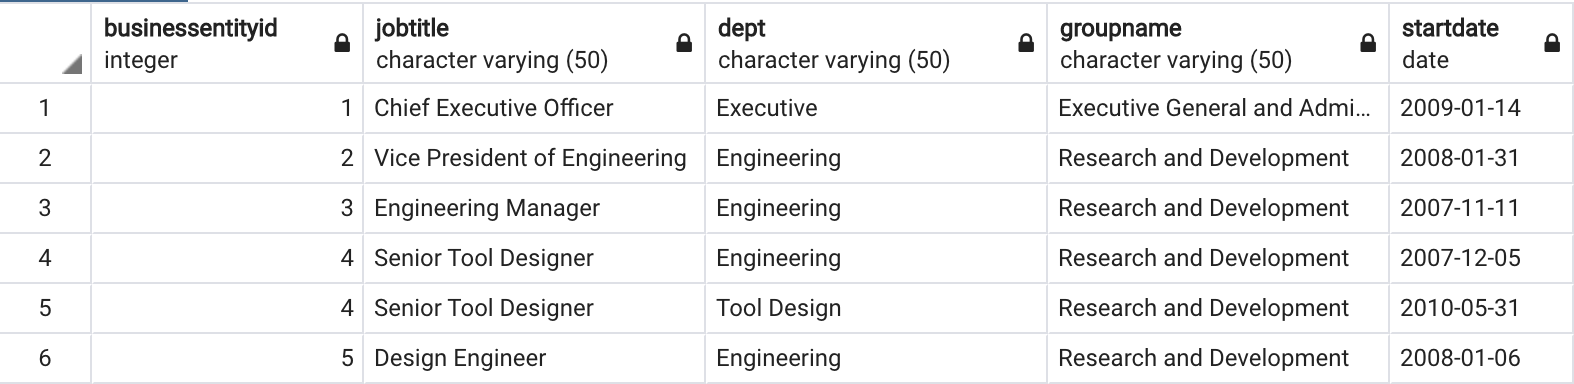 businessentityid jobtitle dept groupname startdate
integer character varying (50) character varying (50) character varying (50) date
1 1 Chief Executive Officer Executive Executive General and Admi... 2009-01-14
2 2 Vice President of Engineering Engineering Research and Development 2008-01-31
3 3 Engineering Manager Engineering Research and Development 2007-11-11
4 4 Senior Tool Designer Engineering Research and Development 2007-12-05
5 4 Senior Tool Designer Tool Design Research and Development 2010-05-31
6 5 Design Engineer Engineering Research and Development 2008-01-06